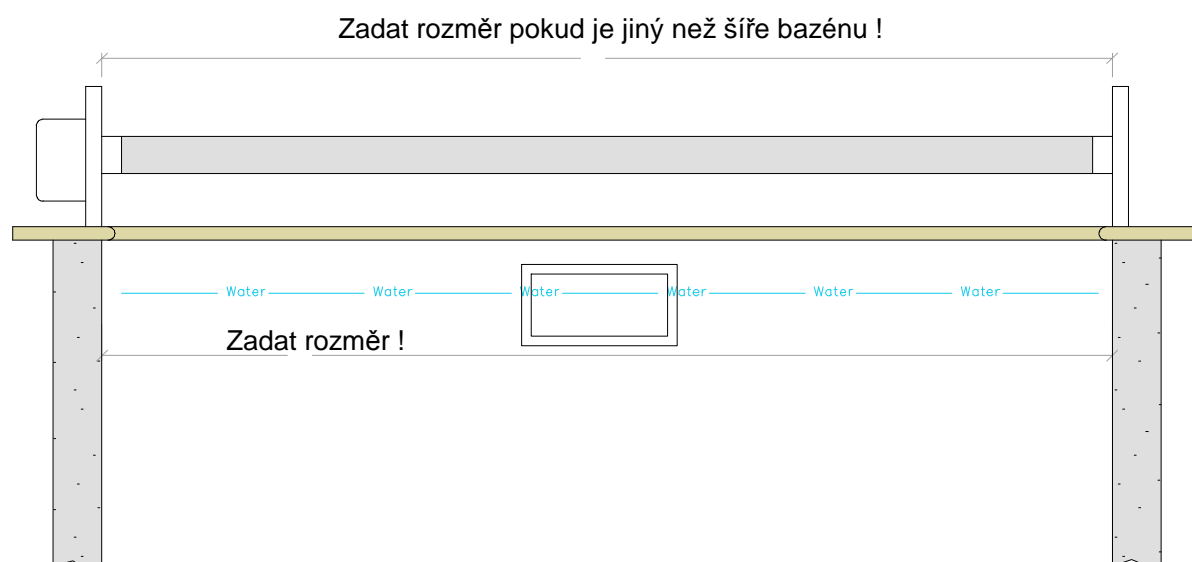 Zadat rozměr pokud je jiný než šíře bazénu !
Water Water Water Water Water Water
Zadat rozměr !